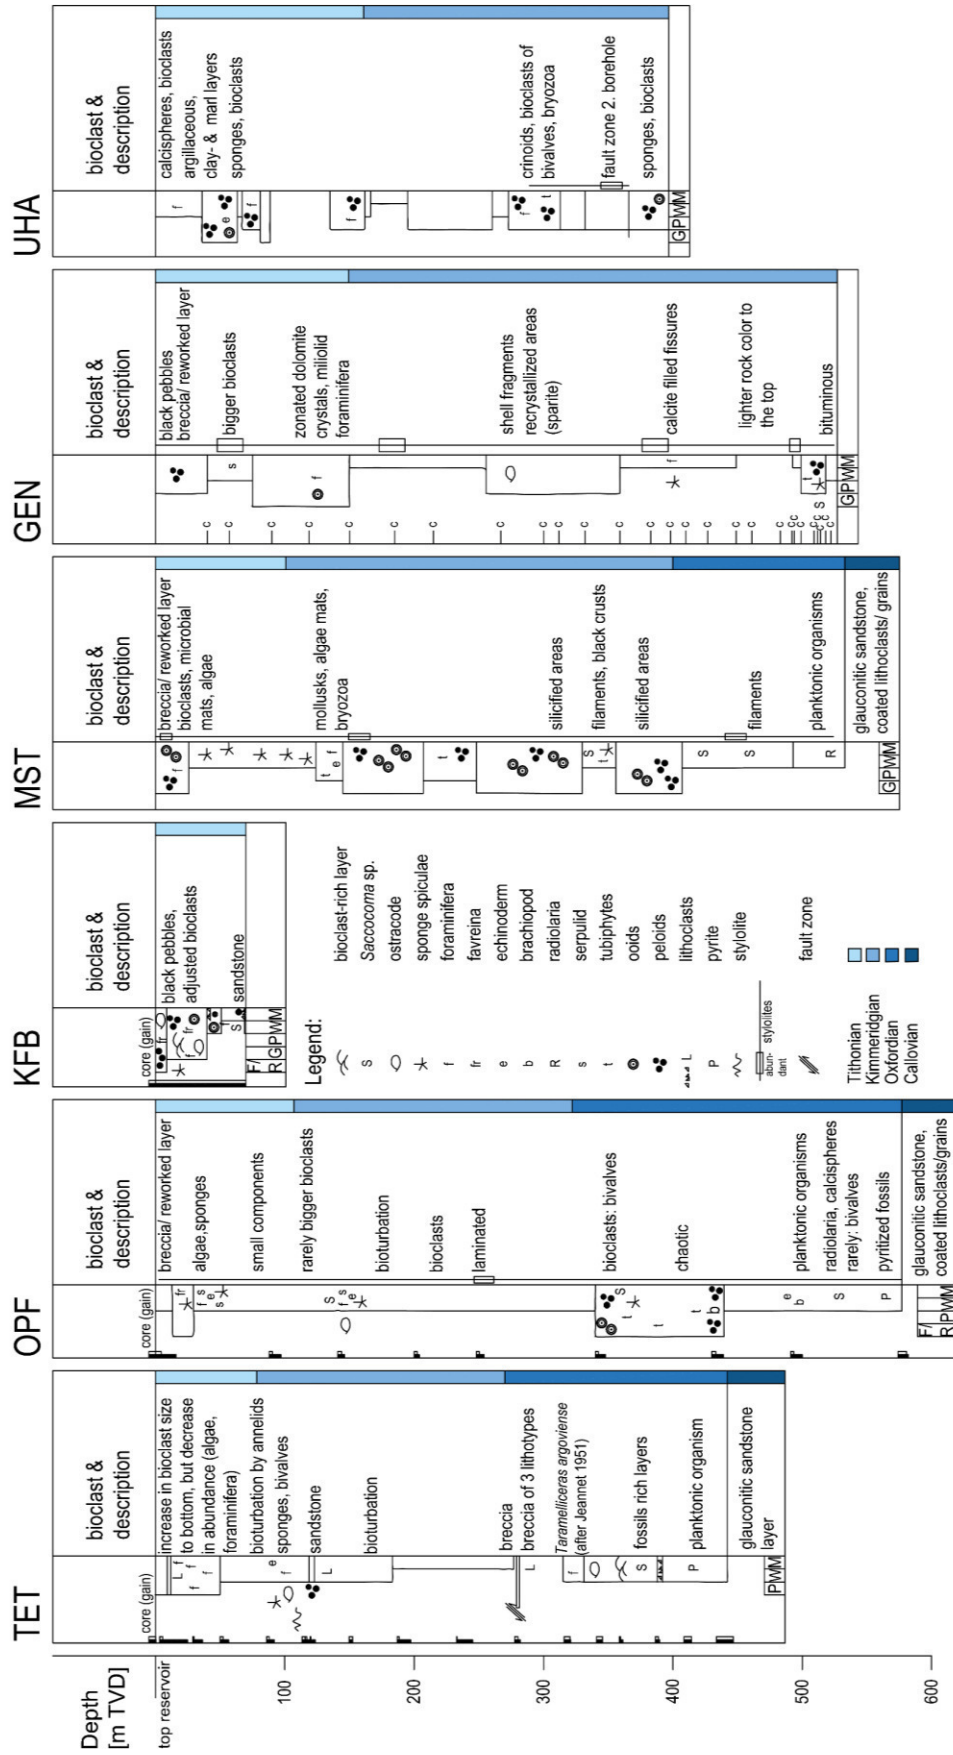 Depth
[m TVD]
top reservoir
100
200
300
400
500
600
TET
core (gain)
bioclast &
description
increase in bioclast size
to bottom, but decrease
in abundance (algae,
foraminifera)
bioturbation by annelids
sponges, bivalves
sandstone
bioturbation
breccia
breccia of 3 lithotypes
Taramelliceras argoviense
(after Jeannet 1951)
fossils rich layers
planktonic organism
glauconitic sandstone
layer
L
f
f
f
f
f
e
L
L
f
S
P
PWM
OPF
core (gain)
bioclast &
description
breccia/ reworked layer
algae,sponges
small components
rarely bigger bioclasts
bioturbation
bioclasts
laminated
bioclasts: bivalves
chaotic
planktonic organisms
radiolaria, calcispheres
rarely: bivalves
pyritized fossils
glauconitic sandstone,
coated lithoclasts/grains
fr
f
e
s
s
S
f
s
e
t
S
t
t
b
b
e
S
P
F/
R
PWM
KFB
core (gain)
bioclast &
description
black pebbles,
adjusted bioclasts
sandstone
fr
f
fr
f
S
F/
R
GPWM
Legend:
bioclast-rich layer
S Saccocoma sp.
ostracode
sponge spiculae
f foraminifera
fr favreina
e echinoderm
b brachiopod
R radiolaria
s serpulid
t tubiphytes
ooids
peloids
L lithoclasts
P pyrite
stylolite
abun-
dant
stylolites
fault zone
Tithonian
Kimmeridgian
Oxfordian
Callovian
MST
bioclast &
description
breccia/ reworked layer
bioclasts, microbial
mats, algae
mollusks, algae mats,
bryozoa
silicified areas
filaments, black crusts
silicified areas
filaments
planktonic organisms
glauconitic sandstone,
coated lithoclasts/ grains
f
t
e
f
t
S
t
S
S
R
GPWM
GEN
bioclast &
description
black pebbles
breccia/ reworked layer
bigger bioclasts
zonated dolomite
crystals, miliolid
foraminifera
shell fragments
recrystallized areas
(sparite)
calcite filled fissures
lighter rock color to
the top
bituminous
s
f
f
t
S
c c c c c c c c c c c c c c c c c c c c c
GPWM
UHA
bioclast &
description
calcispheres, bioclasts
argillaceous,
clay- & marl layers
sponges, bioclasts
crinoids, bioclasts of
bivalves, bryozoa
fault zone 2. borehole
sponges, bioclasts
f
e
f
f
t
GPWM